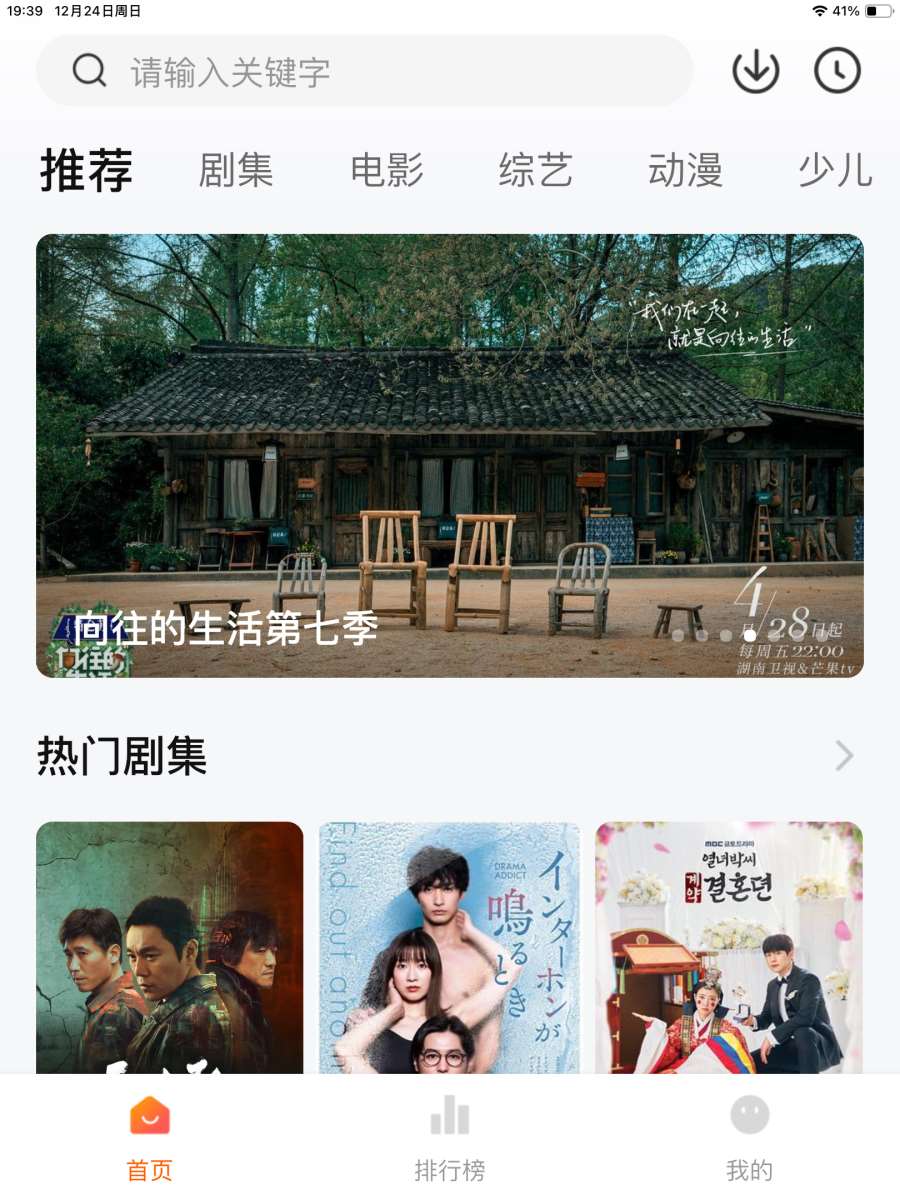 19:39 12月24日周日
41%
请输入关键字
推荐 剧集 电影 综艺 动漫 少儿
“我们在一起,
就是向往的生活”
4月/28日起
每周五22:00
湖南卫视&芒果tv
向往的生活第七季
热门剧集
Find out anot
DRAMA
ADDICT
インターホンが
鳴るとき
MBC 금토드라마
열녀박씨
계약결혼뎐
首页 排行榜 我的